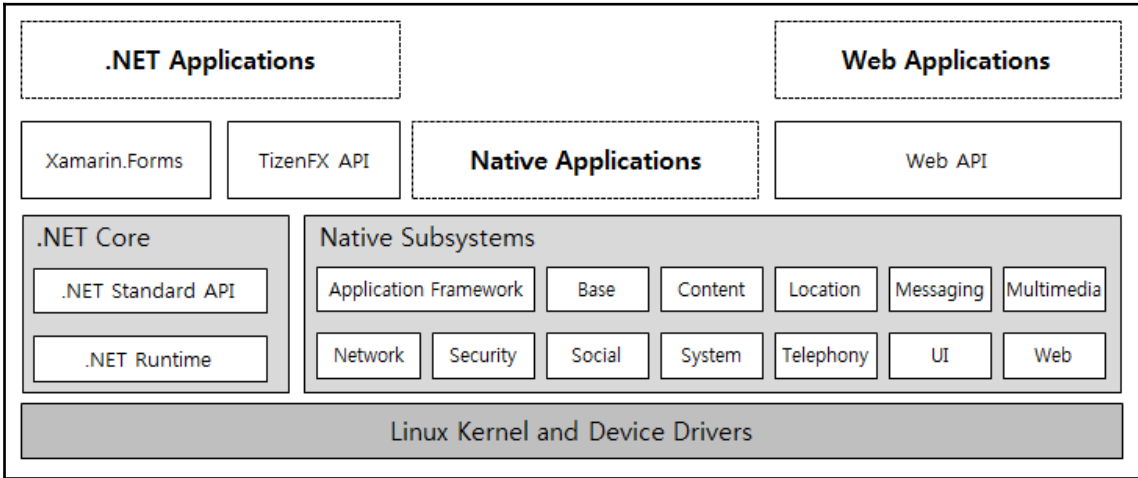 .NET Applications
Web Applications
Xamarin.Forms
TizenFX API
Native Applications
Web API
.NET Core
.NET Standard API
.NET Runtime
Native Subsystems
Application Framework
Base
Content
Location
Messaging
Multimedia
Network
Security
Social
System
Telephony
UI
Web
Linux Kernel and Device Drivers